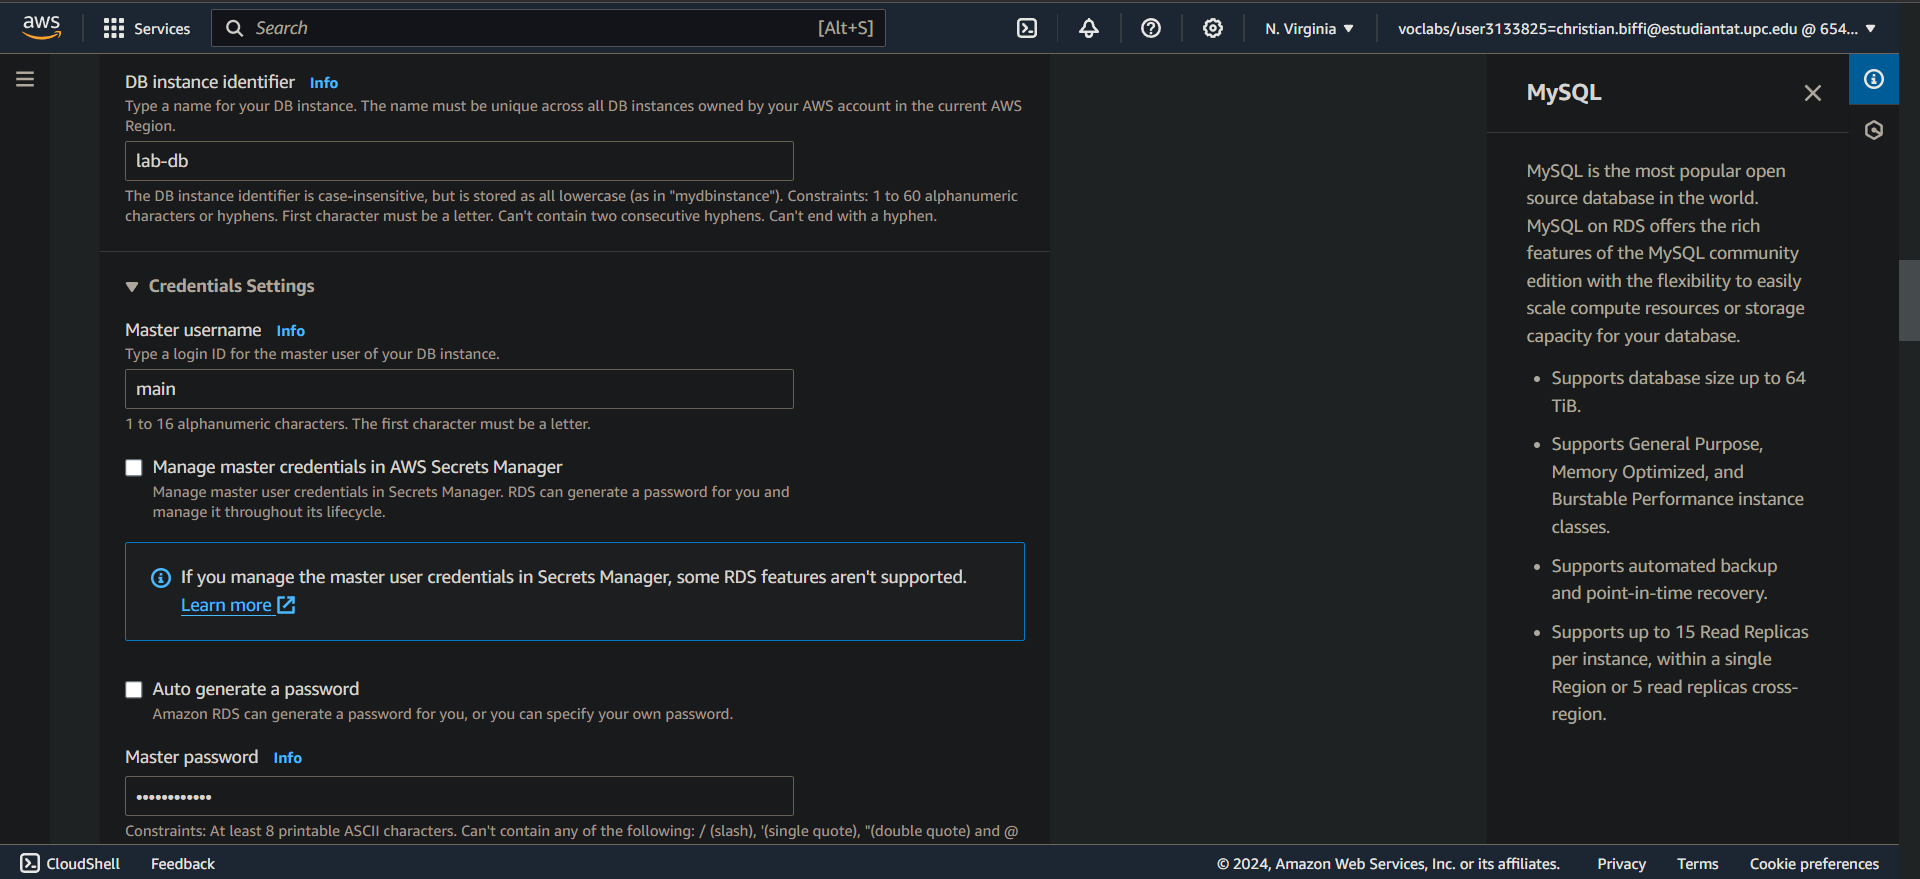 aws
Services
Search
[Alt+S]
N. Virginia
voclabs/user3133825=christian.biffi@estudiantat.upc.edu @ 654...
DB instance identifier Info
Type a name for your DB instance. The name must be unique across all DB instances owned by your AWS account in the current AWS
Region.
lab-db
The DB instance identifier is case-insensitive, but is stored as all lowercase (as in "mydbinstance"). Constraints: 1 to 60 alphanumeric
characters or hyphens. First character must be a letter. Can't contain two consecutive hyphens. Can't end with a hyphen.
Credentials Settings
Master username Info
Type a login ID for the master user of your DB instance.
main
1 to 16 alphanumeric characters. The first character must be a letter.
Manage master credentials in AWS Secrets Manager
Manage master user credentials in Secrets Manager. RDS can generate a password for you and
manage it throughout its lifecycle.
If you manage the master user credentials in Secrets Manager, some RDS features aren't supported.
Learn more
Auto generate a password
Amazon RDS can generate a password for you, or you can specify your own password.
Master password Info
••••••••••••
Constraints: At least 8 printable ASCII characters. Can't contain any of the following: / (slash), '(single quote), "(double quote) and @
MySQL
MySQL is the most popular open
source database in the world.
MySQL on RDS offers the rich
features of the MySQL community
edition with the flexibility to easily
scale compute resources or storage
capacity for your database.
• Supports database size up to 64
TiB.
• Supports General Purpose,
Memory Optimized, and
Burstable Performance instance
classes.
• Supports automated backup
and point-in-time recovery.
• Supports up to 15 Read Replicas
per instance, within a single
Region or 5 read replicas cross-
region.
CloudShell
Feedback
© 2024, Amazon Web Services, Inc. or its affiliates.
Privacy
Terms
Cookie preferences